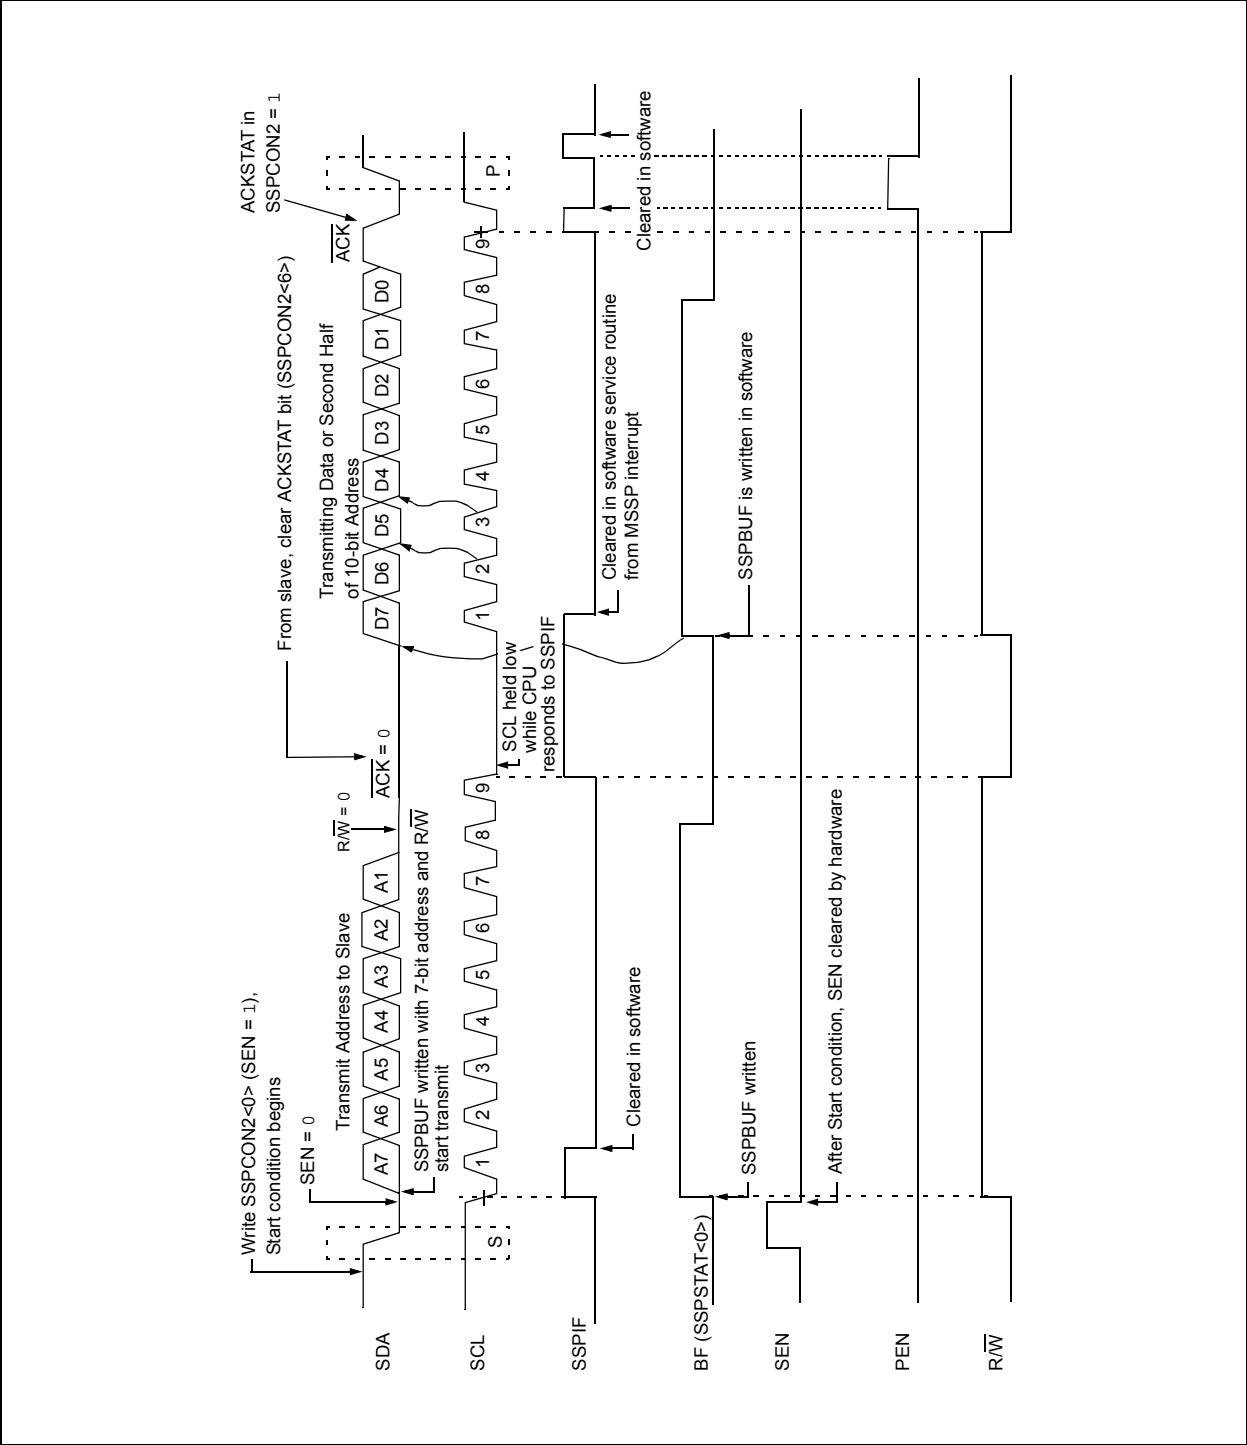 Write SSPCON2<0> (SEN = 1),
Start condition begins
SEN = 0
From slave, clear ACKSTAT bit (SSPCON2<6>)
ACKSTAT in
SSPCON2 = 1
Transmit Address to Slave
R/W = 0
ACK = 0
Transmitting Data or Second Half
of 10-bit Address
ACK
SDA
A7
A6
A5
A4
A3
A2
A1
D7
D6
D5
D4
D3
D2
D1
D0
SSPBUF written with 7-bit address and R/W
start transmit
SCL
S
1
2
3
4
5
6
7
8
9
1
2
3
4
5
6
7
8
9
P
SCL held low
while CPU
responds to SSPIF
SSPIF
Cleared in software
Cleared in software service routine
from MSSP interrupt
Cleared in software
BF (SSPSTAT<0>)
SSPBUF written
SSPBUF is written in software
SEN
After Start condition, SEN cleared by hardware
PEN
R/W